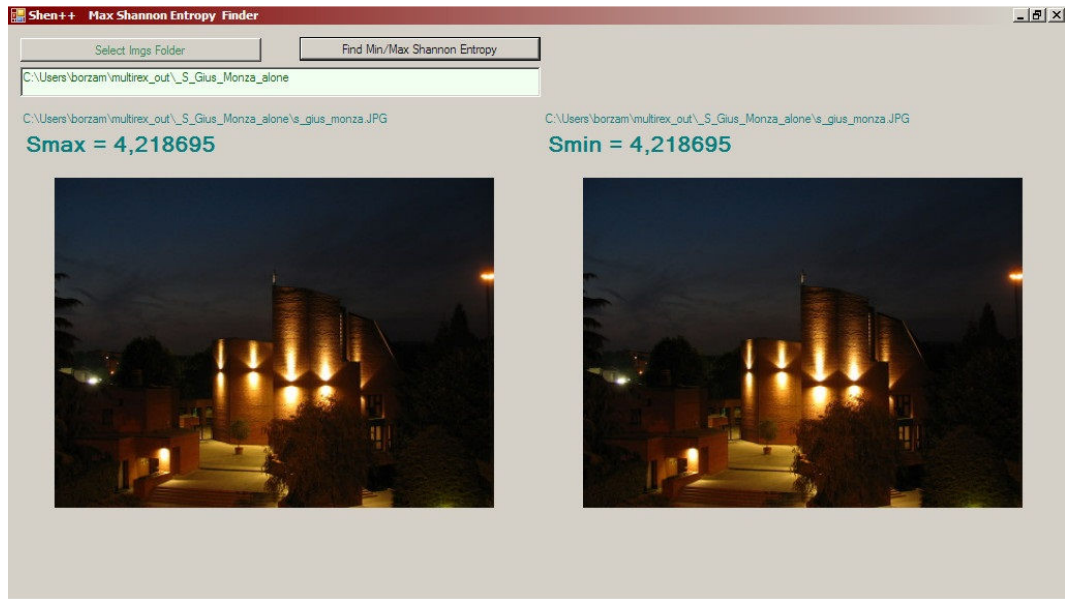 Shen++ Max Shannon Entropy Finder
Select Imgs Folder
Find Min/Max Shannon Entropy
C:\Users\borzam\multirex_out\_S_Gius_Monza_alone
C:\Users\borzam\multirex_out\_S_Gius_Monza_alone\s_gius_monza.JPG
Smax = 4,218695
C:\Users\borzam\multirex_out\_S_Gius_Monza_alone\s_gius_monza.JPG
Smin = 4,218695